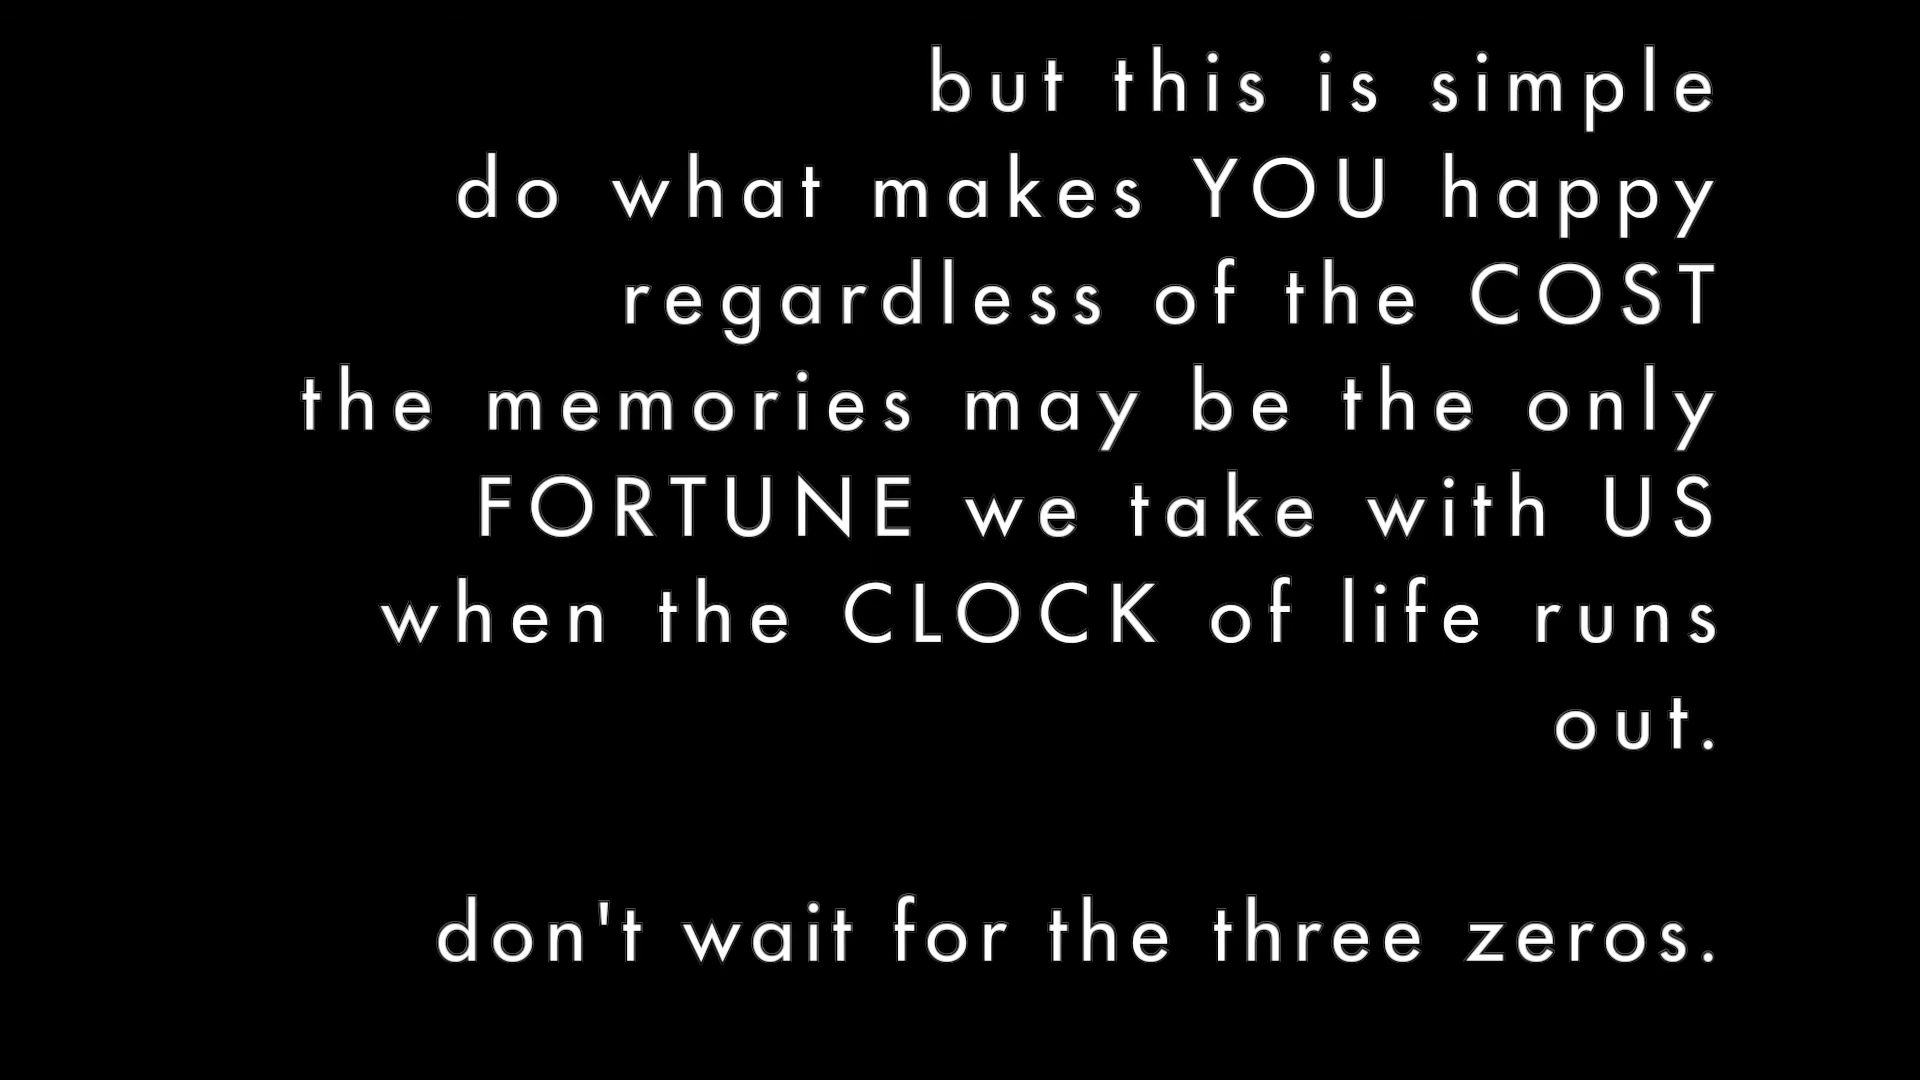 but this is simple
do what makes YOU happy
regardless of the COST
the memories may be the only
FORTUNE we take with US
when the CLOCK of life runs
out.
don't wait for the three zeros.